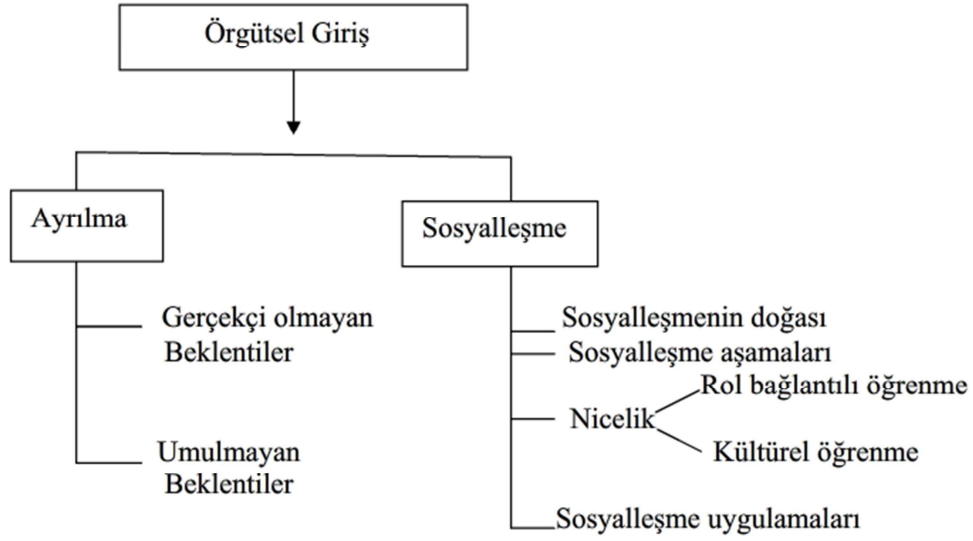 Örgütsel Giriş
Ayrılma
Gerçekçi olmayan
Beklentiler
Umulmayan
Beklentiler
Sosyalleşme
Sosyalleşmenin doğası
Sosyalleşme aşamaları
Nicelik
Rol bağlantılı öğrenme
Kültürel öğrenme
Sosyalleşme uygulamaları